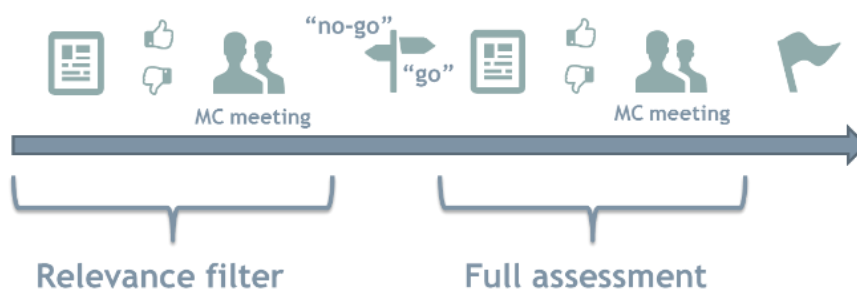 “no-go”
“go”
MC meeting
MC meeting
Relevance filter
Full assessment